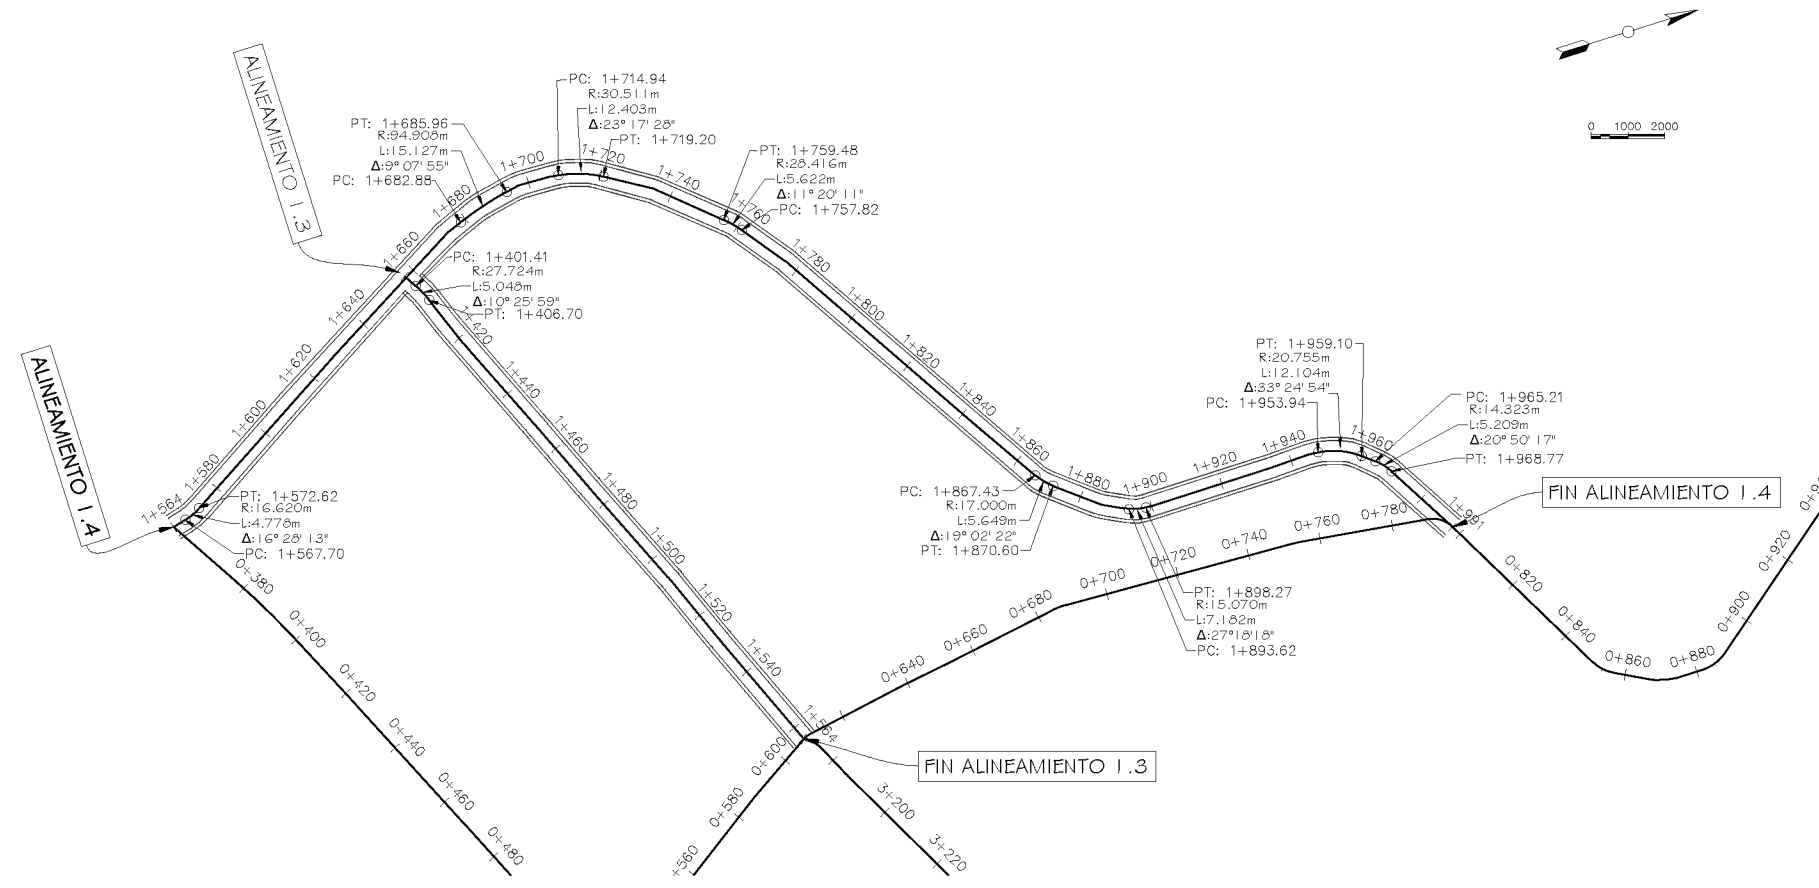 0 1000 2000
ALINEAMIENTO 1.3
PC: 1+714.94
R:30.511m
L:12.403m
Δ:23°17'28"
PT: 1+719.20
PT: 1+685.96
R:94.908m
L:15.127m
Δ:9°07'55"
PC: 1+682.88
PT: 1+759.48
R:28.416m
L:5.622m
Δ:11°20'11"
PC: 1+757.82
PC: 1+401.41
R:27.724m
L:5.048m
Δ:10°25'59"
PT: 1+406.70
ALINEAMIENTO 1.4
PT: 1+572.62
R:16.620m
L:4.778m
Δ:16°28'13"
PC: 1+567.70
PT: 1+959.10
R:20.755m
L:12.104m
Δ:33°24'54"
PC: 1+953.94
PC: 1+965.21
R:14.323m
L:5.209m
Δ:20°50'17"
PT: 1+968.77
PC: 1+867.43
R:17.000m
L:5.649m
Δ:19°02'22"
PT: 1+870.60
PT: 1+898.27
R:15.070m
L:7.182m
Δ:27°18'18"
PC: 1+893.62
FIN ALINEAMIENTO 1.4
FIN ALINEAMIENTO 1.3
1+564
1+580
1+600
1+620
1+640
1+660
1+680
1+700
1+720
1+740
1+760
1+780
1+800
1+820
1+840
1+860
1+880
1+900
1+920
1+940
1+960
1+991
1+420
1+440
1+460
1+480
1+500
1+520
1+540
1+564
0+380
0+400
0+420
0+440
0+460
0+480
+560
0+580
0+600
0+640
0+660
0+680
0+700
0+720
0+740
0+760
0+780
0+820
0+840
0+860
0+880
0+900
0+920
3+200
3+220